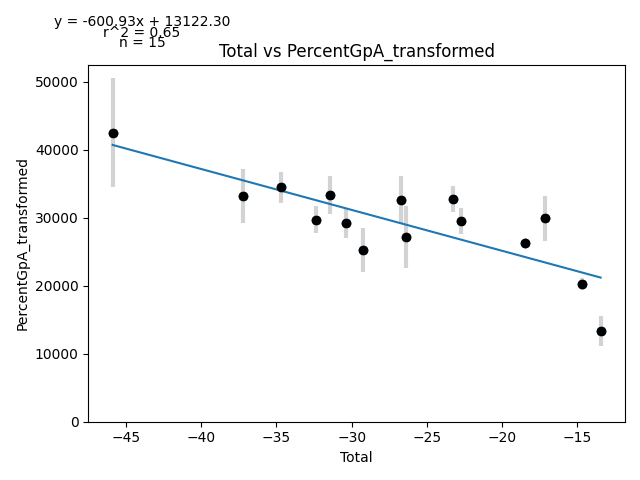 y = -600.93x + 13122.30
r^2 = 0.65
n = 15
Total vs PercentGpA_transformed
PercentGpA_transformed
50000
40000
30000
20000
10000
0
−45
−40
−35
−30
−25
−20
−15
Total